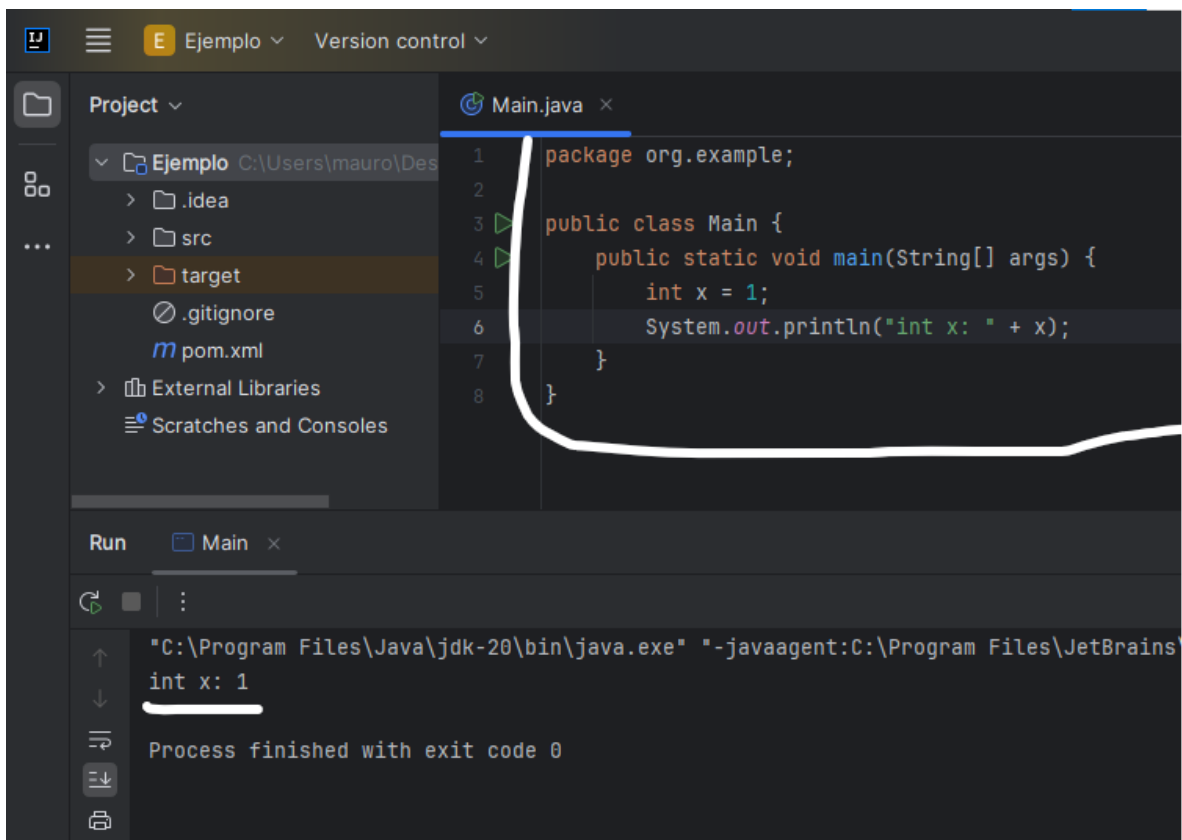 IJ
E Ejemplo Version control
Project
Main.java
Ejemplo C:\Users\mauro\Des
.idea
src
target
.gitignore
m pom.xml
External Libraries
Scratches and Consoles
1 package org.example;
2
3 public class Main {
4     public static void main(String[] args) {
5         int x = 1;
6         System.out.println("int x: " + x);
7     }
8 }
Run Main
"C:\Program Files\Java\jdk-20\bin\java.exe" "-javaagent:C:\Program Files\JetBrains\
int x: 1
Process finished with exit code 0